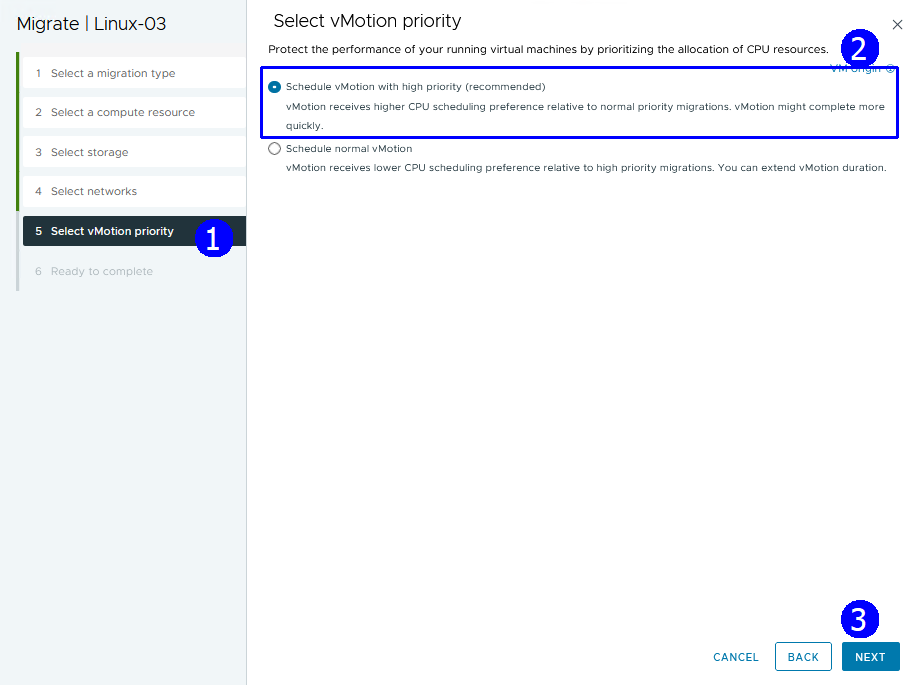 Migrate | Linux-03
1 Select a migration type
2 Select a compute resource
3 Select storage
4 Select networks
5 Select vMotion priority
1
6 Ready to complete
Select vMotion priority
Protect the performance of your running virtual machines by prioritizing the allocation of CPU resources.
2
VM origin
Schedule vMotion with high priority (recommended)
vMotion receives higher CPU scheduling preference relative to normal priority migrations. vMotion might complete more
quickly.
Schedule normal vMotion
vMotion receives lower CPU scheduling preference relative to high priority migrations. You can extend vMotion duration.
3
CANCEL BACK NEXT